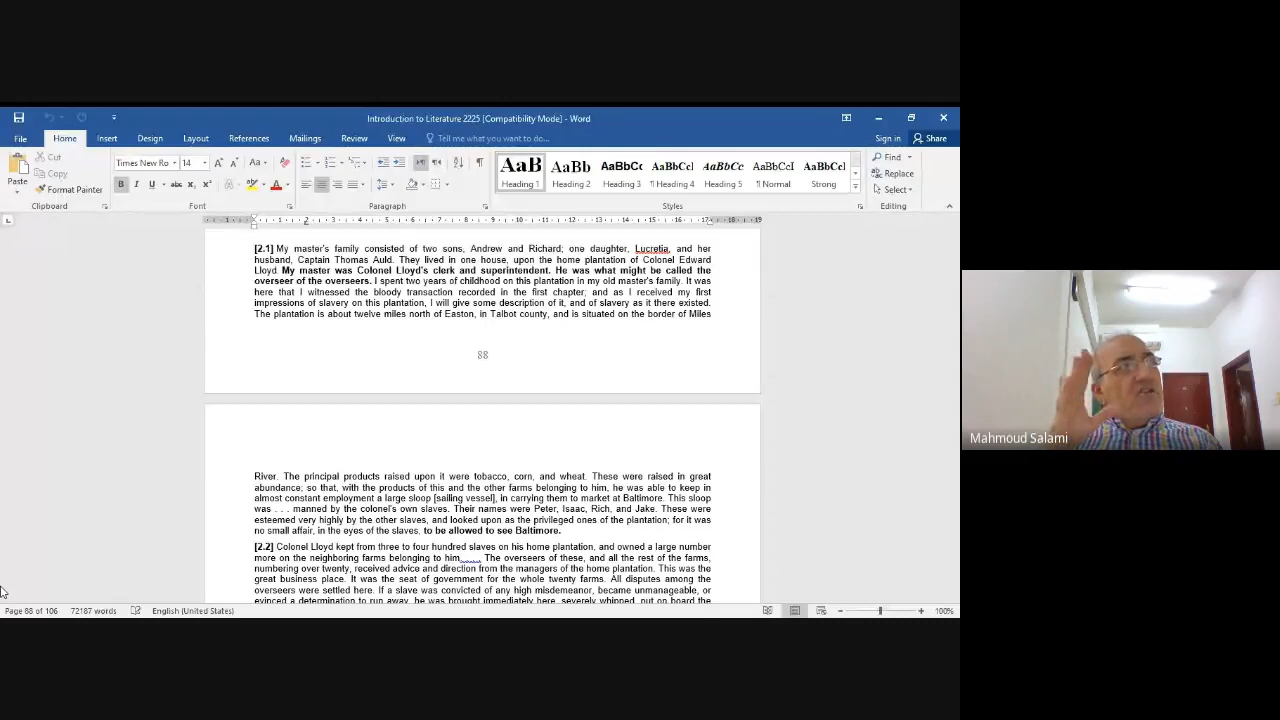 Introduction to Literature 2225 [Compatibility Mode] - Word
File Home Insert Design Layout References Mailings Review View Tell me what you want to do... Sign in Share
Paste
Cut
Copy
Format Painter
Times New Ro 14
Find
Replace
Select
AaB AaBb AaBbCc AaBbCcI AaBbCc AaBbCcI AaBbCcl
Heading 1 Heading 2 Heading 3 ¶ Heading 4 Heading 5 ¶ Normal Strong
Clipboard Font Paragraph Styles Editing
[2.1] My master's family consisted of two sons, Andrew and Richard; one daughter, Lucretia, and her
husband, Captain Thomas Auld. They lived in one house, upon the home plantation of Colonel Edward
Lloyd. My master was Colonel Lloyd's clerk and superintendent. He was what might be called the
overseer of the overseers. I spent two years of childhood on this plantation in my old master's family. It was
here that I witnessed the bloody transaction recorded in the first chapter; and as I received my first
impressions of slavery on this plantation, I will give some description of it, and of slavery as it there existed.
The plantation is about twelve miles north of Easton, in Talbot county, and is situated on the border of Miles
88
River. The principal products raised upon it were tobacco, corn, and wheat. These were raised in great
abundance; so that, with the products of this and the other farms belonging to him, he was able to keep in
almost constant employment a large sloop [sailing vessel], in carrying them to market at Baltimore. This sloop
was . . . manned by the colonel's own slaves. Their names were Peter, Isaac, Rich, and Jake. These were
esteemed very highly by the other slaves, and looked upon as the privileged ones of the plantation; for it was
no small affair, in the eyes of the slaves, to be allowed to see Baltimore.
[2.2] Colonel Lloyd kept from three to four hundred slaves on his home plantation, and owned a large number
more on the neighboring farms belonging to him..... The overseers of these, and all the rest of the farms,
numbering over twenty, received advice and direction from the managers of the home plantation. This was the
great business place. It was the seat of government for the whole twenty farms. All disputes among the
overseers were settled here. If a slave was convicted of any high misdemeanor, became unmanageable, or
evinced a determination to run away, he was brought immediately here, severely whipped, put on board the
Mahmoud Salami
Page 88 of 106 72187 words English (United States) 100%